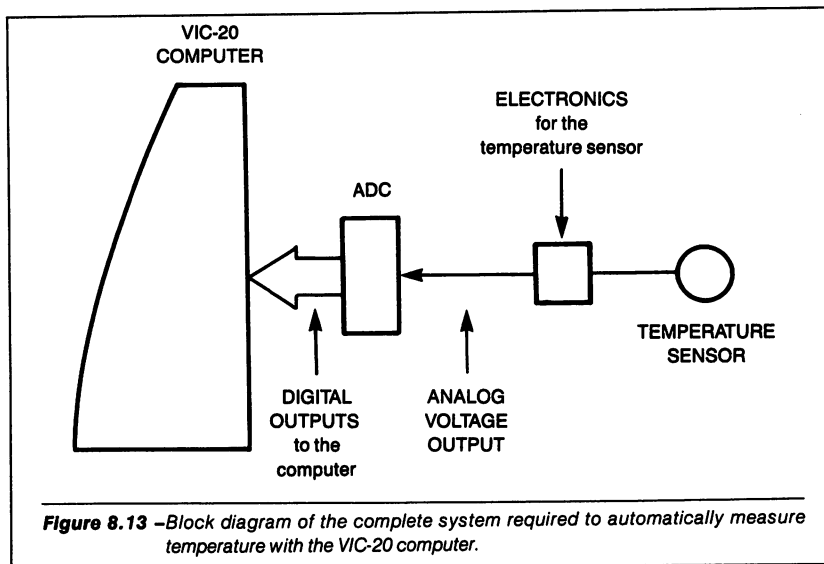 VIC-20
COMPUTER
ELECTRONICS
for the
temperature sensor
ADC
TEMPERATURE
SENSOR
DIGITAL
OUTPUTS
to the
computer
ANALOG
VOLTAGE
OUTPUT
Figure 8.13 –Block diagram of the complete system required to automatically measure
temperature with the VIC-20 computer.